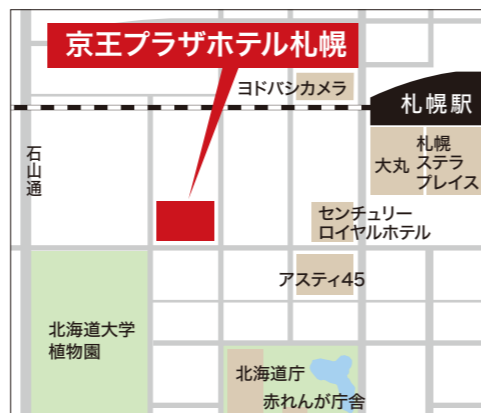 京王プラザホテル札幌
ヨドバシカメラ
札幌駅
石山通
大丸
札幌
ステラ
プレイス
センチュリー
ロイヤルホテル
アスティ45
北海道大学
植物園
北海道庁
赤れんが庁舎